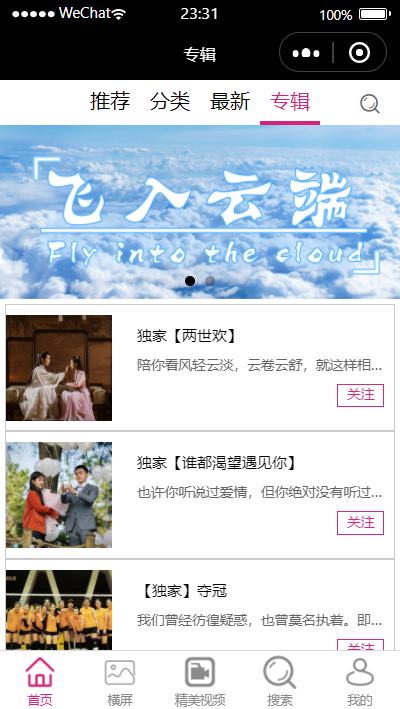 WeChat 23:31 100%
专辑
推荐 分类 最新 专辑
飞入云端
Fly into the cloud
独家【两世欢】
陪你看风轻云淡，云卷云舒，就这样相...
关注
独家【谁都渴望遇见你】
也许你听说过爱情，但你绝对没有听过...
关注
【独家】夺冠
我们曾经彷徨疑惑，也曾莫名执着。即...
关注
首页 横屏 精美视频 搜索 我的